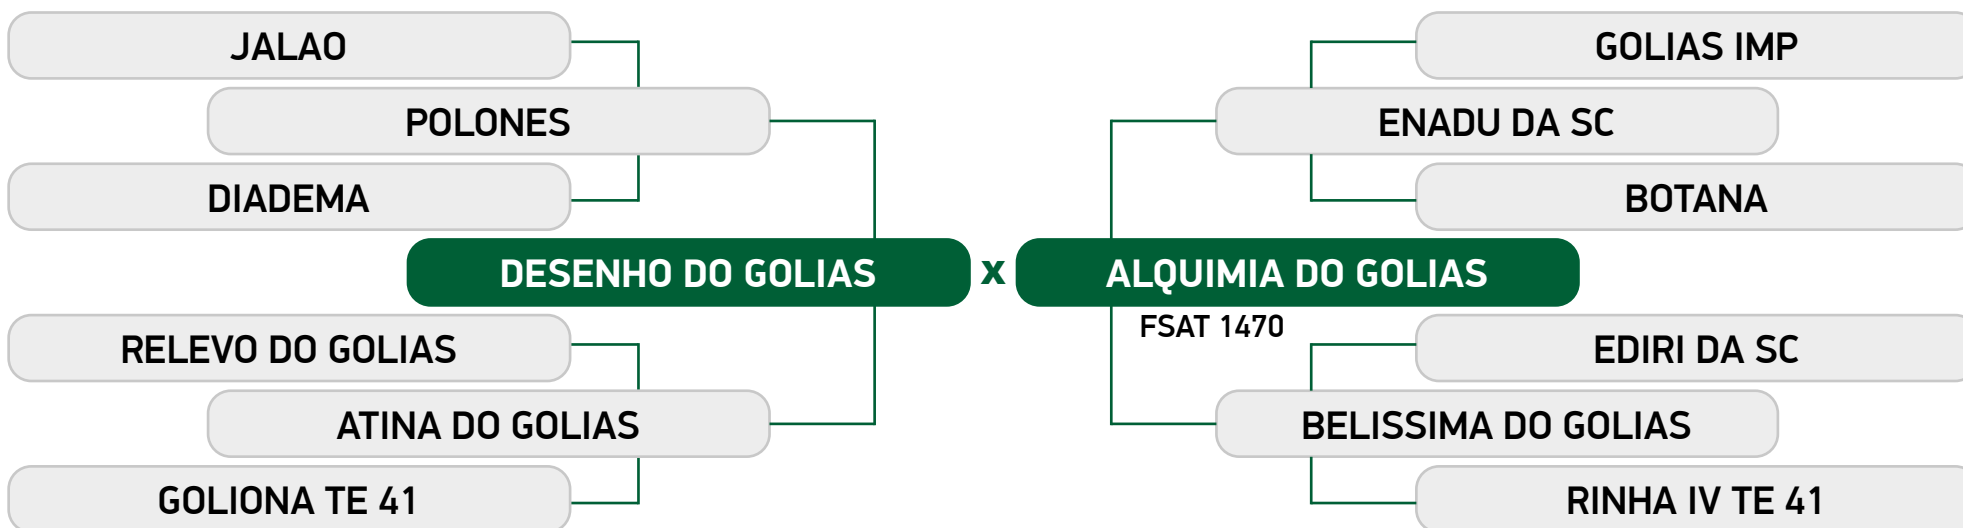 JALAO
GOLIAS IMP
POLONES
ENADU DA SC
DIADEMA
BOTANA
DESENHO DO GOLIAS x ALQUIMIA DO GOLIAS
FSAT 1470
RELEVO DO GOLIAS
EDIRI DA SC
ATINA DO GOLIAS
BELISSIMA DO GOLIAS
GOLIONA TE 41
RINHA IV TE 41